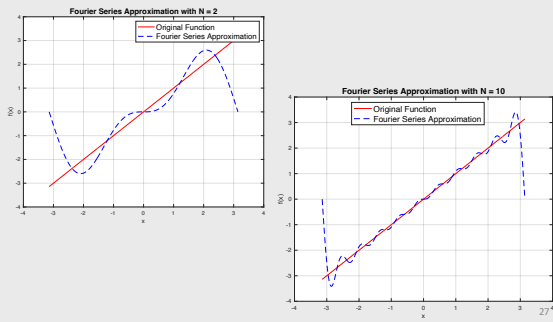 Fourier Series Approximation with N = 2
Original Function
Fourier Series Approximation
f(x)
4
3
2
1
0
-1
-2
-3
-4
-4 -3 -2 -1 0 1 2 3 4
x
Fourier Series Approximation with N = 10
Original Function
Fourier Series Approximation
f(x)
4
3
2
1
0
-1
-2
-3
-4
-4 -3 -2 -1 0 1 2 3 4
x
27